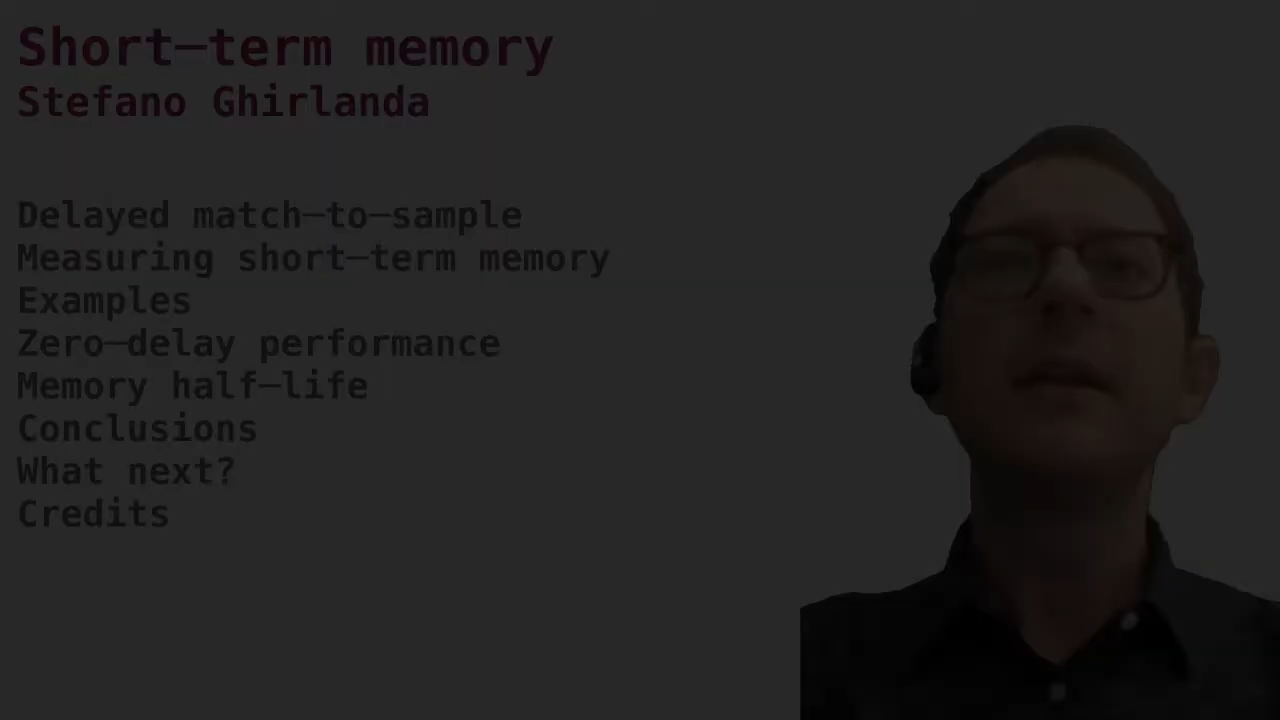 Short-term memory
Stefano Ghirlanda
Delayed match-to-sample
Measuring short-term memory
Examples
Zero-delay performance
Memory half-life
Conclusions
What next?
Credits